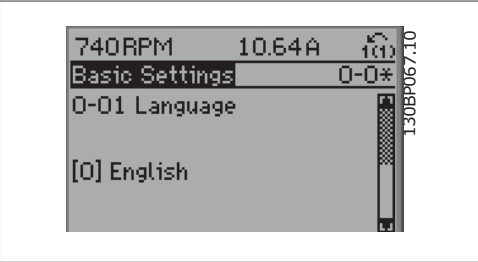 740RPM 10.64A 1(1)
Basic Settings 0-0*
0-01 Language
[0] English
130BP067.10